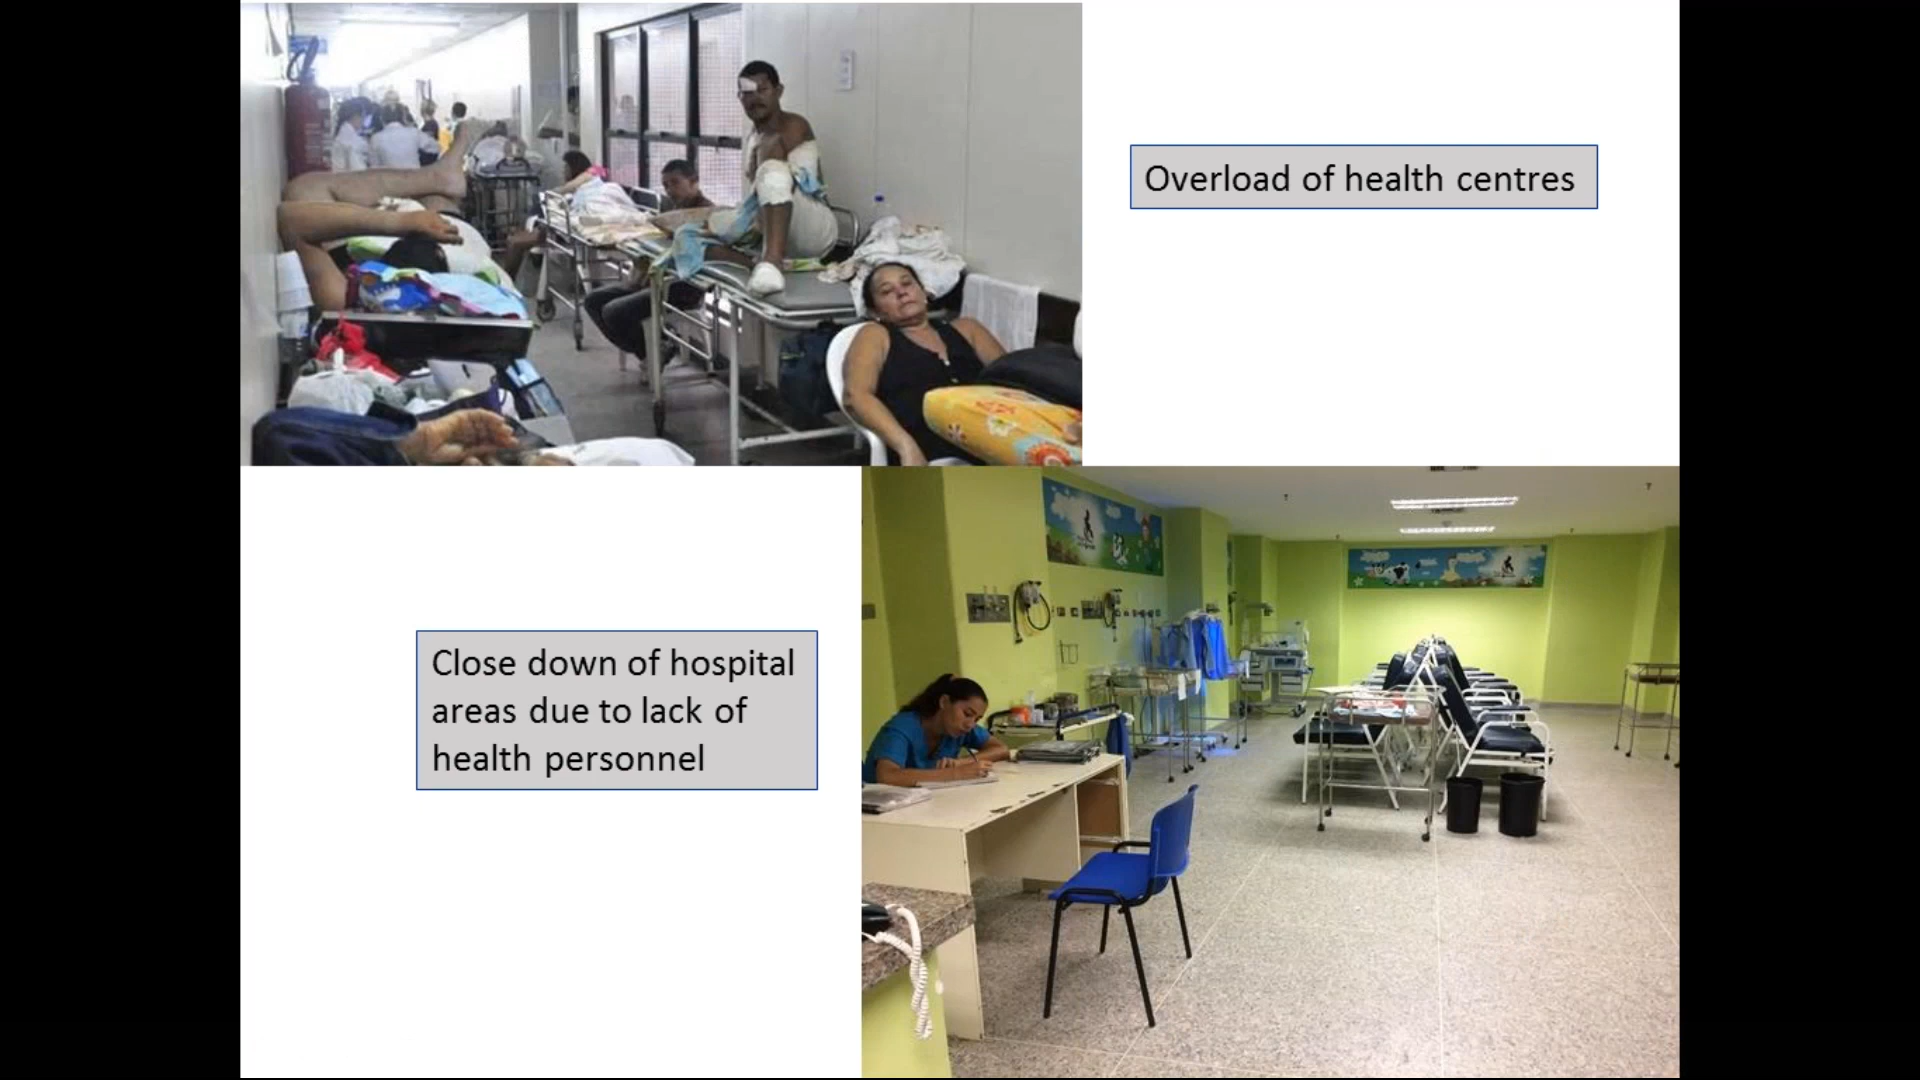 Overload of health centres
Close down of hospital
areas due to lack of
health personnel